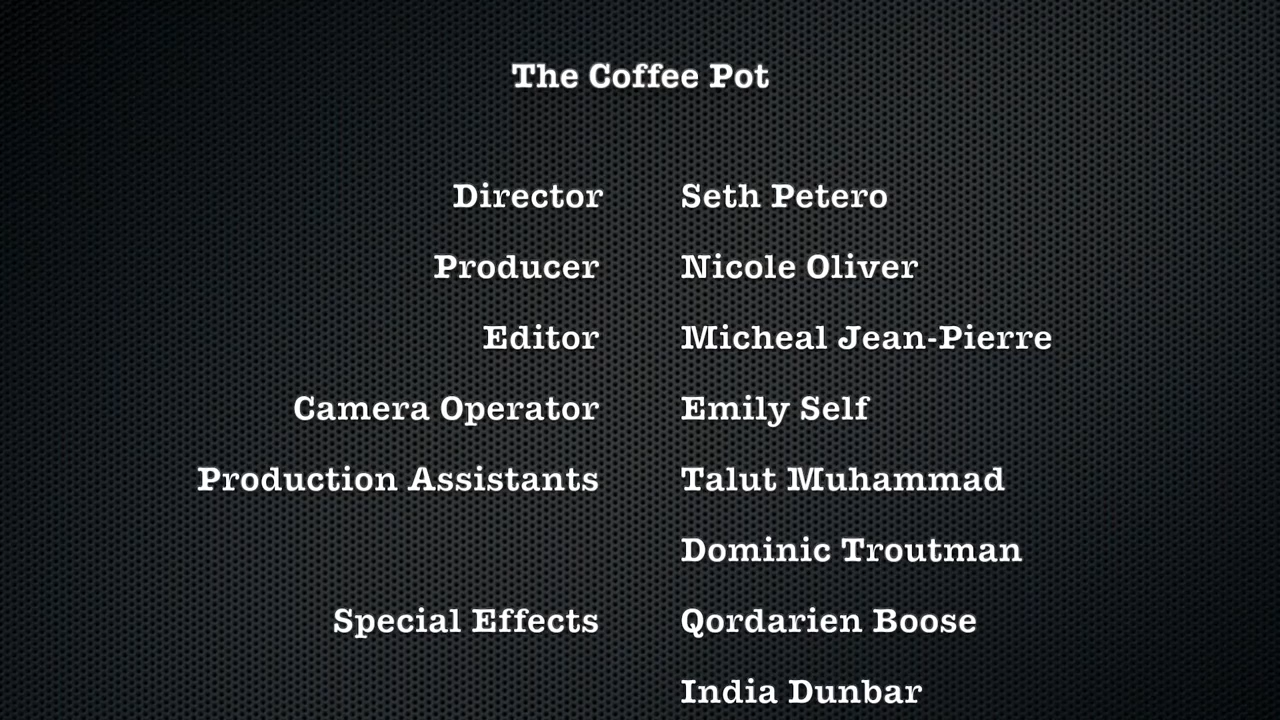 The Coffee Pot
Director Seth Petero
Producer Nicole Oliver
Editor Micheal Jean-Pierre
Camera Operator Emily Self
Production Assistants Talut Muhammad
Dominic Troutman
Special Effects Qordarien Boose
India Dunbar